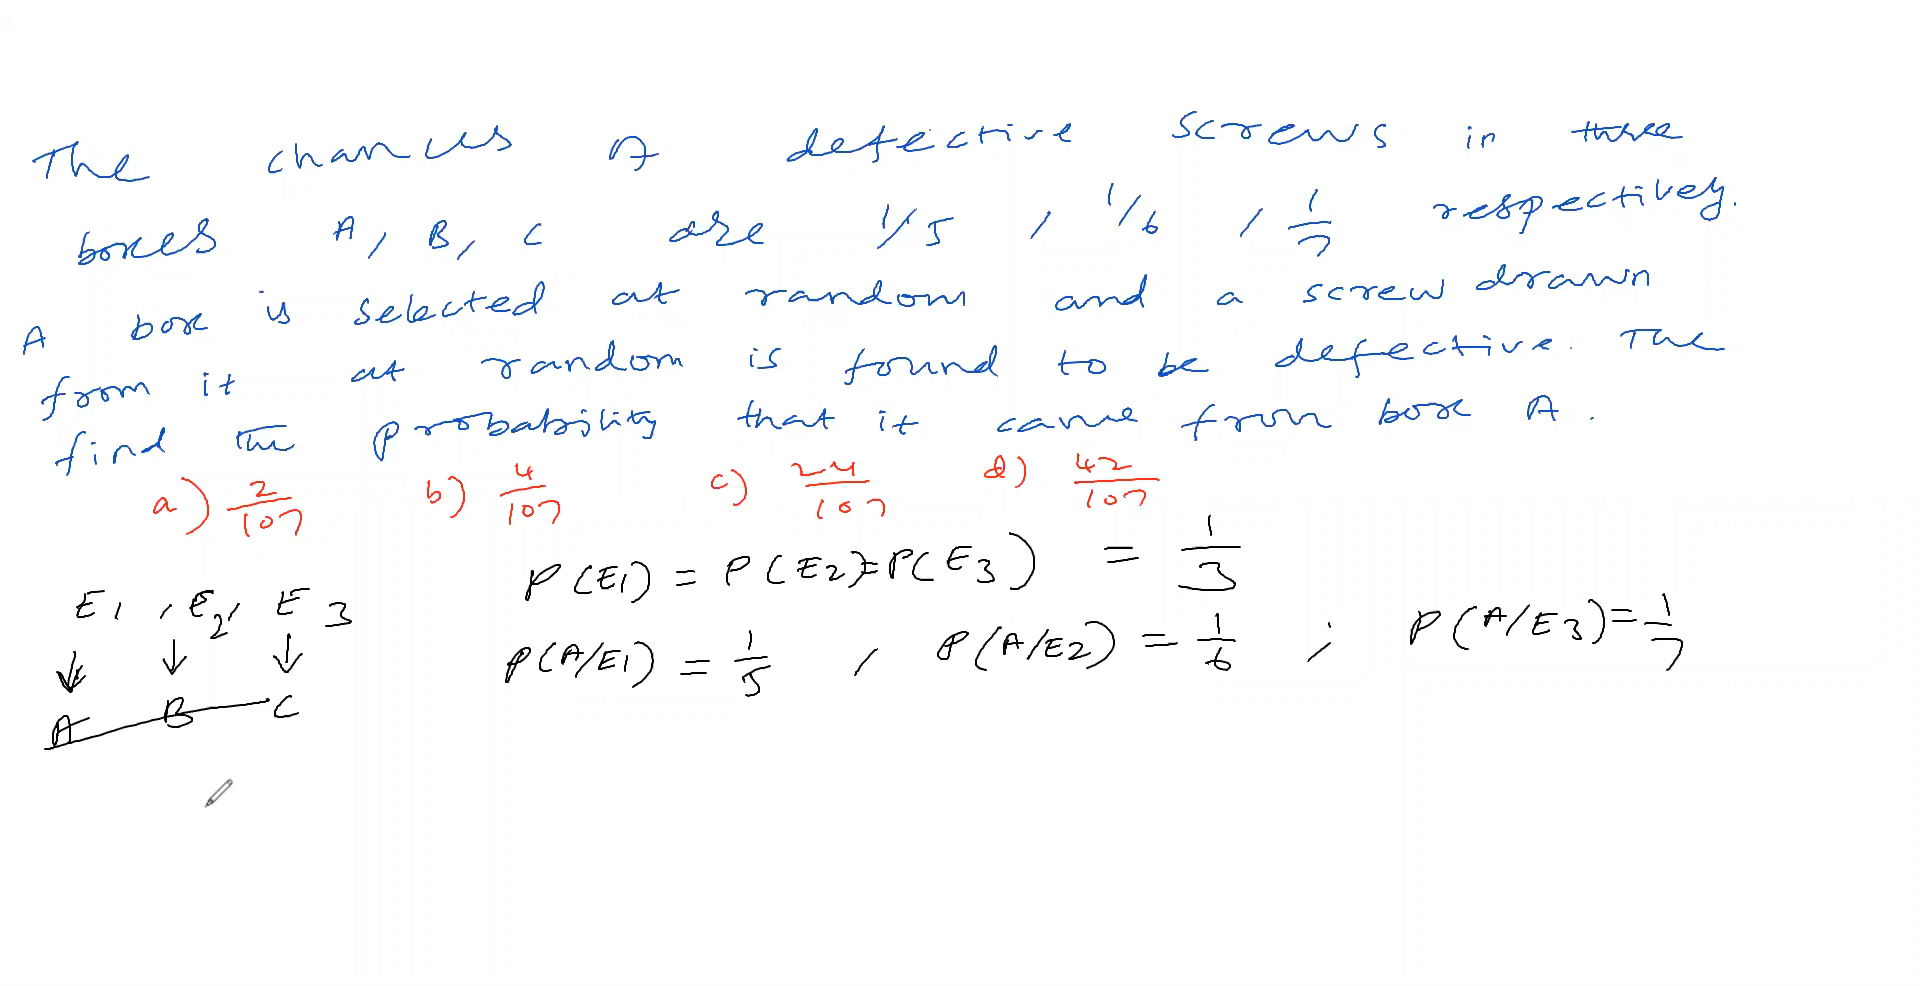 The chances of defective screws in three
boxes A, B, C are 1/5, 1/6, 1/7 respectively.
A box is selected at random and a screw drawn
from it at random is found to be defective. The
find the probability that it came from box A.
a) 2/107 b) 4/107 c) 24/107 d) 42/107
P(E1) = P(E2) = P(E3) = 1/3
E1, E2, E3
P(A/E1) = 1/5, P(A/E2) = 1/6; P(A/E3) = 1/7
↓ ↓ ↓
A B C